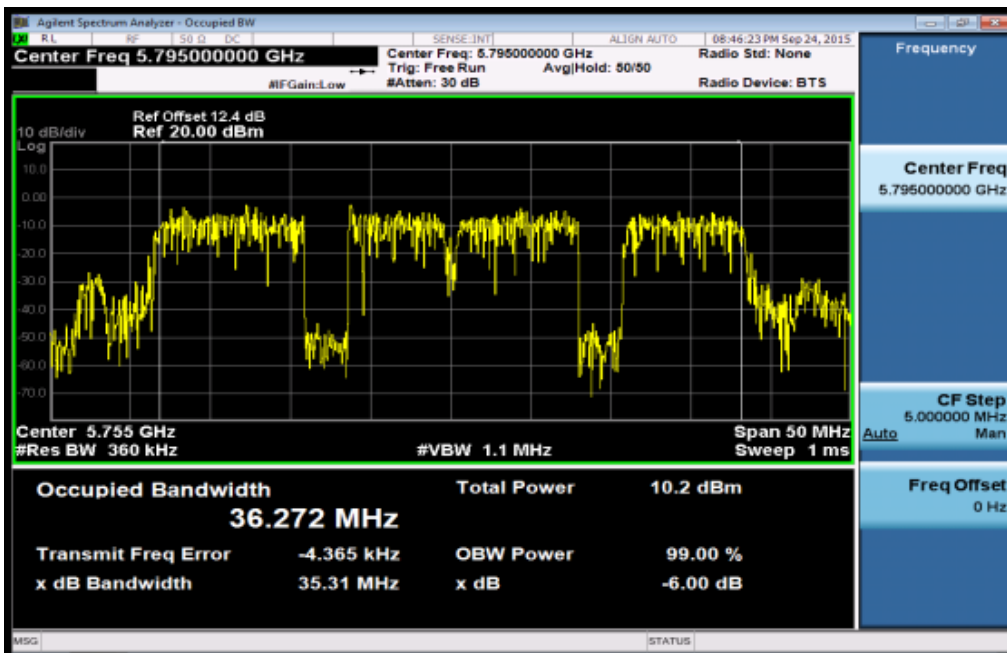 Agilent Spectrum Analyzer - Occupied BW
RL RF 50 Ω DC SENSE:INT ALIGN AUTO 08:46:23 PM Sep 24, 2015
Center Freq 5.795000000 GHz
Center Freq: 5.795000000 GHz Radio Std: None
Trig: Free Run Avg|Hold: 50/50
#IFGain:Low #Atten: 30 dB Radio Device: BTS
Ref Offset 12.4 dB
10 dB/div Ref 20.00 dBm
Log
10.0
0.00
-10.0
-20.0
-30.0
-40.0
-50.0
-60.0
-70.0
Center 5.755 GHz Span 50 MHz
#Res BW 360 kHz #VBW 1.1 MHz Sweep 1 ms
Occupied Bandwidth Total Power 10.2 dBm
36.272 MHz
Transmit Freq Error -4.365 kHz OBW Power 99.00 %
x dB Bandwidth 35.31 MHz x dB -6.00 dB
MSG STATUS
Frequency
Center Freq
5.795000000 GHz
CF Step
5.000000 MHz
Auto Man
Freq Offset
0 Hz